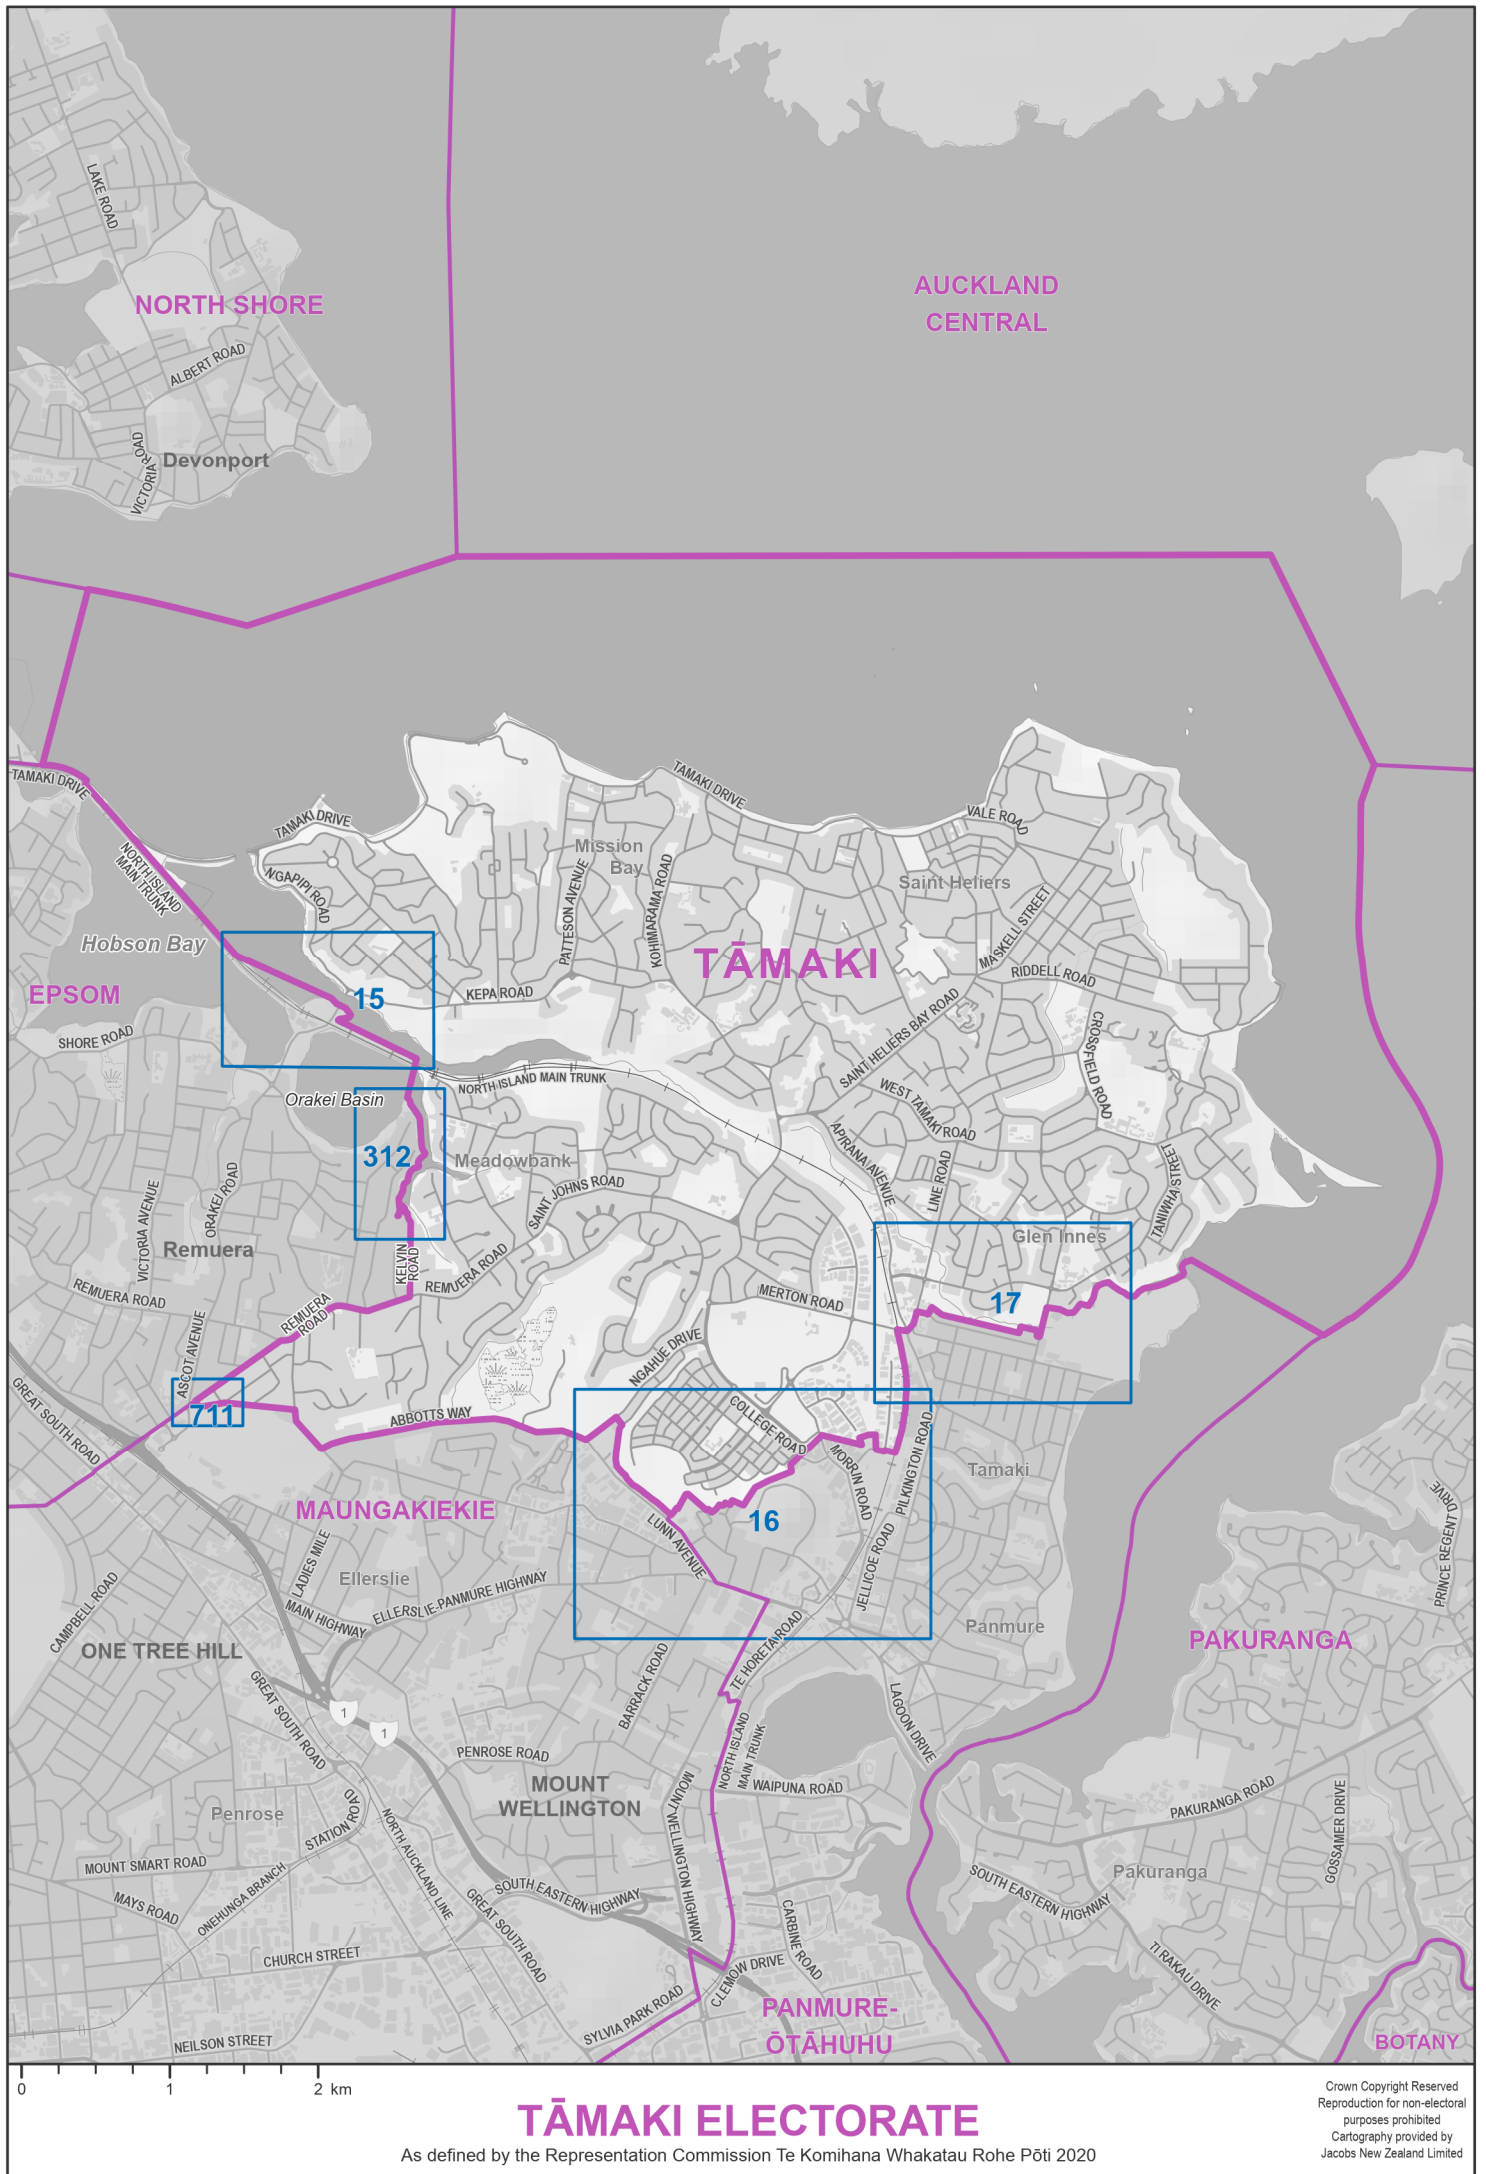 LAKE ROAD
NORTH SHORE
AUCKLAND
CENTRAL
ALBERT ROAD
VICTORIA ROAD
Devonport
TAMAKI DRIVE
TAMAKI DRIVE
TAMAKI DRIVE
VALE ROAD
NORTH ISLAND
MAIN TRUNK
NGAPIPI ROAD
Mission
Bay
PATTESON AVENUE
KOHIMARAMA ROAD
Saint Heliers
MASKELL STREET
Hobson Bay
TĀMAKI
RIDDELL ROAD
EPSOM
15
KEPA ROAD
SHORE ROAD
SAINT HELIERS BAY ROAD
CROSSFIELD ROAD
NORTH ISLAND MAIN TRUNK
Orakei Basin
WEST TAMAKI ROAD
APIRANA AVENUE
312
Meadowbank
LINE ROAD
TANIWHA STREET
ORAKEI ROAD
VICTORIA AVENUE
SAINT JOHNS ROAD
Remuera
Glen Innes
KELVIN
ROAD
REMUERA ROAD
REMUERA ROAD
REMUERA
ROAD
MERTON ROAD
17
ASCOT AVENUE
NGAHUE DRIVE
GREAT SOUTH ROAD
711
ABBOTTS WAY
COLLEGE ROAD
MORRIN ROAD
PILKINGTON ROAD
Tamaki
MAUNGAKIEKIE
16
LUNN AVENUE
PRINCE REGENT DRIVE
LADIES MILE
Ellerslie
JELLICOE ROAD
CAMPBELL ROAD
MAIN HIGHWAY
ELLERSLIE-PANMURE HIGHWAY
Panmure
ONE TREE HILL
PAKURANGA
TE HORETA ROAD
BARRACK ROAD
GREAT SOUTH ROAD
1
1
LAGOON DRIVE
PENROSE ROAD
NORTH ISLAND
MAIN TRUNK
MOUNT
WELLINGTON
WAIPUNA ROAD
PAKURANGA ROAD
GOSSAMER DRIVE
Penrose
STATION ROAD
NORTH AUCKLAND LINE
MOUNT WELLINGTON HIGHWAY
MOUNT SMART ROAD
Pakuranga
SOUTH EASTERN HIGHWAY
SOUTH EASTERN HIGHWAY
MAYS ROAD
ONEHUNGA BRANCH
GREAT SOUTH ROAD
CARBINE ROAD
CHURCH STREET
CLEMOW DRIVE
TI RAKAU DRIVE
SYLVIA PARK ROAD
PANMURE-
ŌTĀHUHU
NEILSON STREET
BOTANY
0 1 2 km
TĀMAKI ELECTORATE
As defined by the Representation Commission Te Komihana Whakatau Rohe Pōti 2020
Crown Copyright Reserved
Reproduction for non-electoral
purposes prohibited
Cartography provided by
Jacobs New Zealand Limited